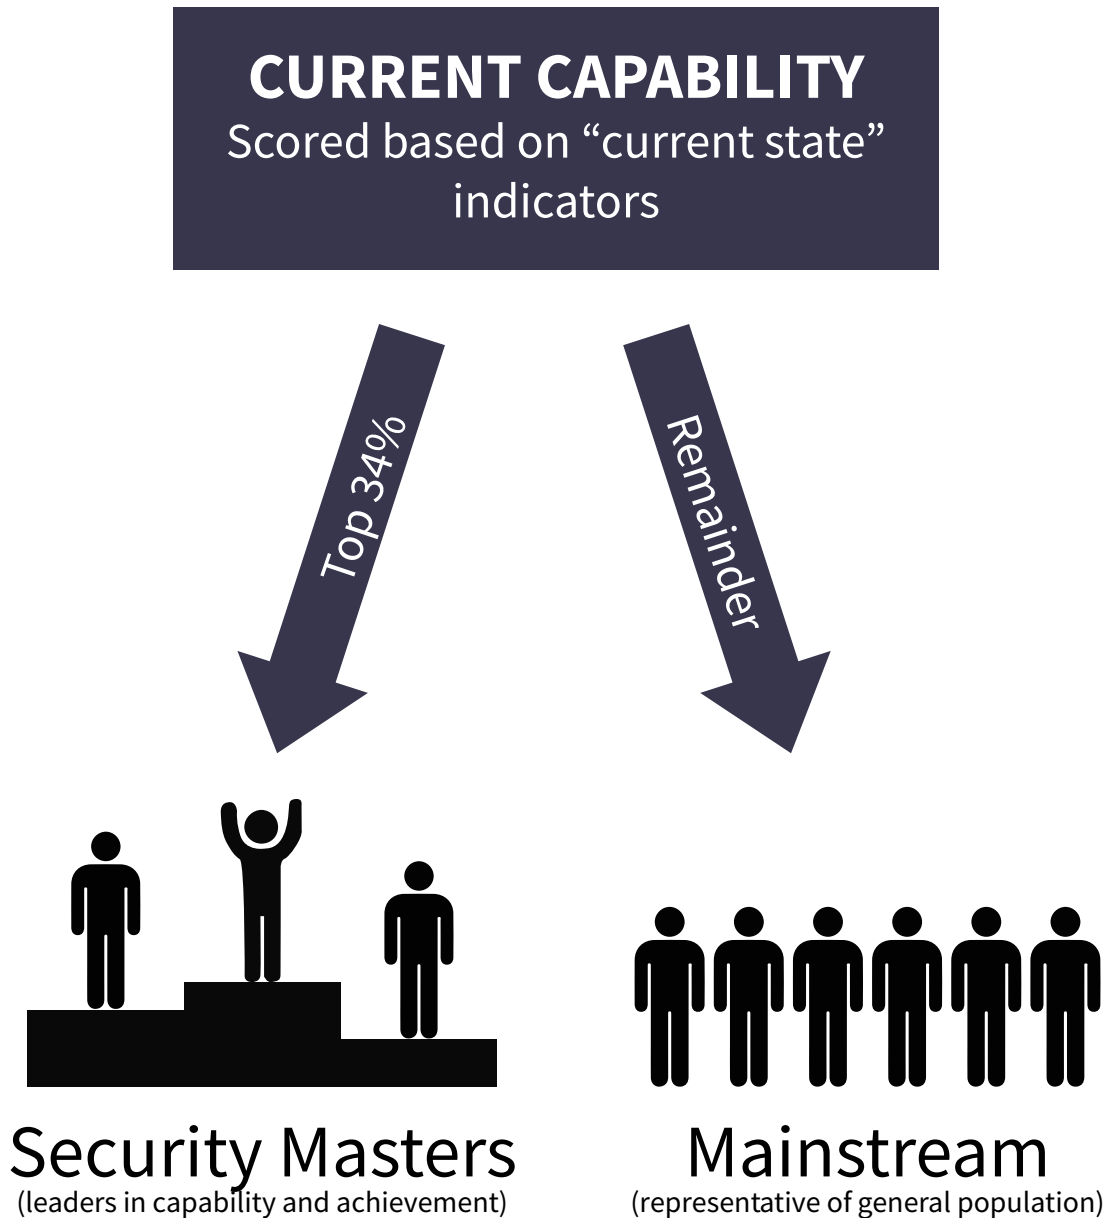 CURRENT CAPABILITY
Scored based on “current state”
indicators
Top 34%
Remainder
Security Masters
(leaders in capability and achievement)
Mainstream
(representative of general population)